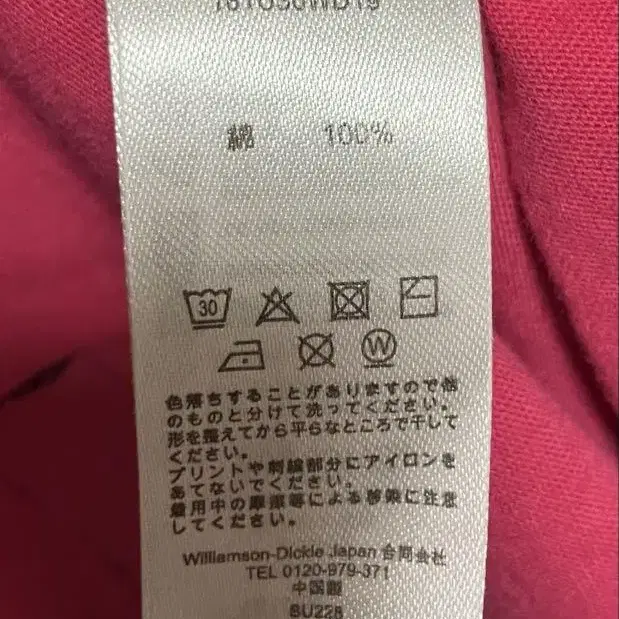 綿 100%
30
W
色落ちすることがありますので他
のものと分けて洗ってください。
形を整えてから平らなところで干して
ください。
プリントや刺繍部分にアイロンを
あてないでください。
着用中の摩擦等による移染に注意
してください。
Williamson-Dickie Japan 合同会社
TEL 0120-979-371
中国製
BU228